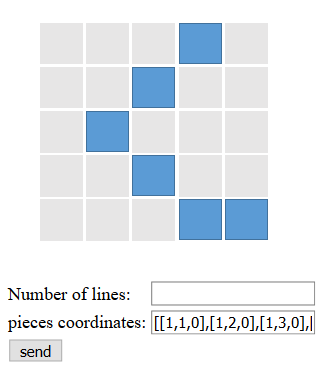 Number of lines:
pieces coordinates: [[1,1,0],[1,2,0],[1,3,0],
send